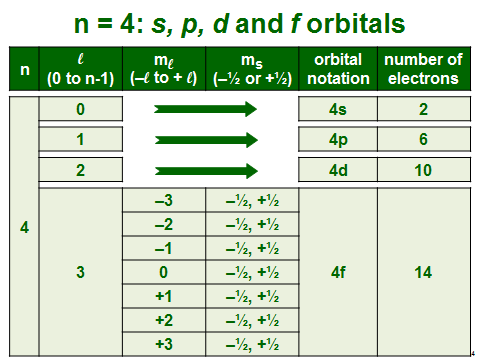 n = 4: s, p, d and f orbitals
n ℓ (0 to n-1) mℓ (–ℓ to + ℓ) ms (–½ or +½) orbital notation number of electrons
4
0 4s 2
1 4p 6
2 4d 10
3 4f 14
–3 –½, +½
–2 –½, +½
–1 –½, +½
0 –½, +½
+1 –½, +½
+2 –½, +½
+3 –½, +½
4